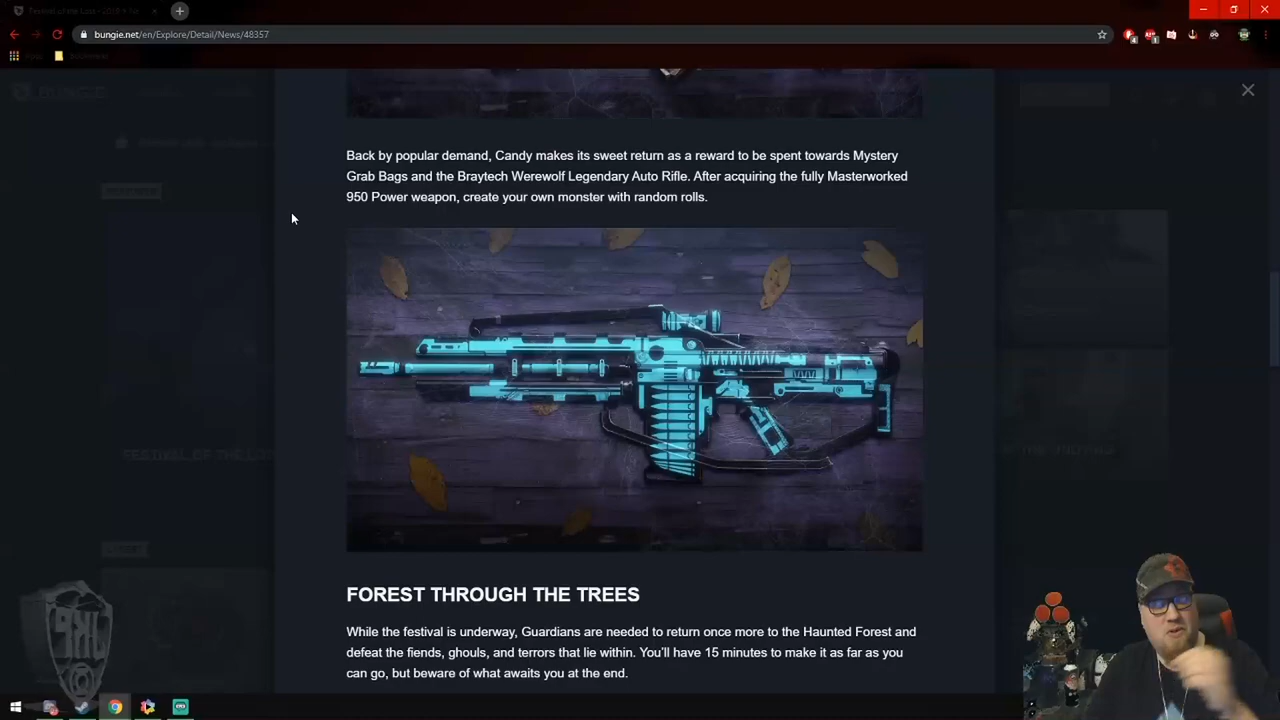 bungie.net/en/Explore/Detail/News/48357
Back by popular demand, Candy makes its sweet return as a reward to be spent towards Mystery
Grab Bags and the Braytech Werewolf Legendary Auto Rifle. After acquiring the fully Masterworked
950 Power weapon, create your own monster with random rolls.
FOREST THROUGH THE TREES
While the festival is underway, Guardians are needed to return once more to the Haunted Forest and
defeat the fiends, ghouls, and terrors that lie within. You'll have 15 minutes to make it as far as you
can go, but beware of what awaits you at the end.